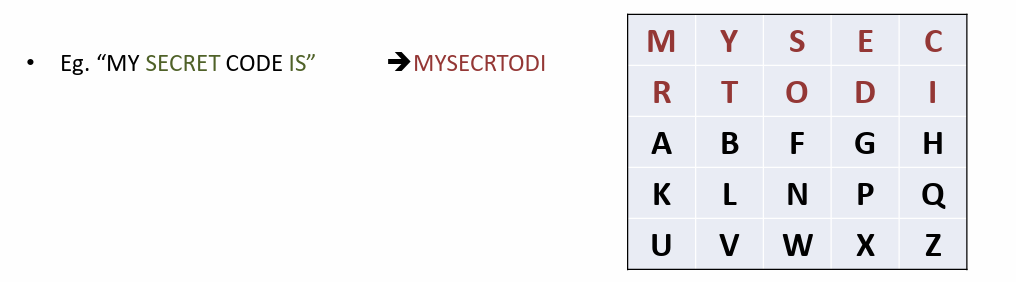 • Eg. “MY SECRET CODE IS” ➔ MYSECRTODI
M Y S E C
R T O D I
A B F G H
K L N P Q
U V W X Z